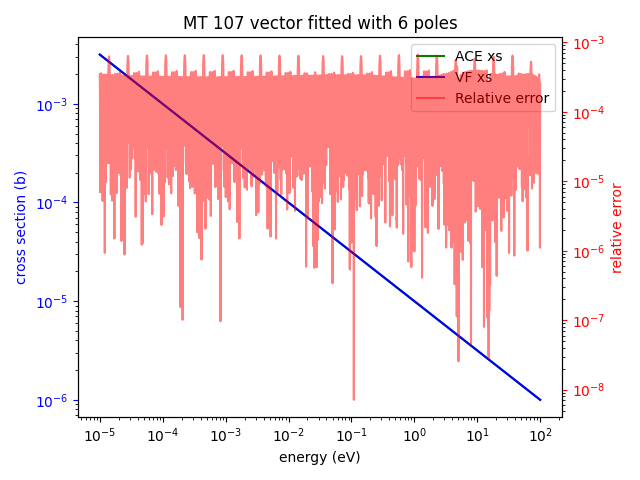 MT 107 vector fitted with 6 poles
ACE xs
VF xs
Relative error
cross section (b)
10⁻³
10⁻⁴
10⁻⁵
10⁻⁶
10⁻³
10⁻⁴
10⁻⁵
10⁻⁶
10⁻⁷
10⁻⁸
relative error
10⁻⁵
10⁻⁴
10⁻³
10⁻²
10⁻¹
10⁰
10¹
10²
energy (eV)